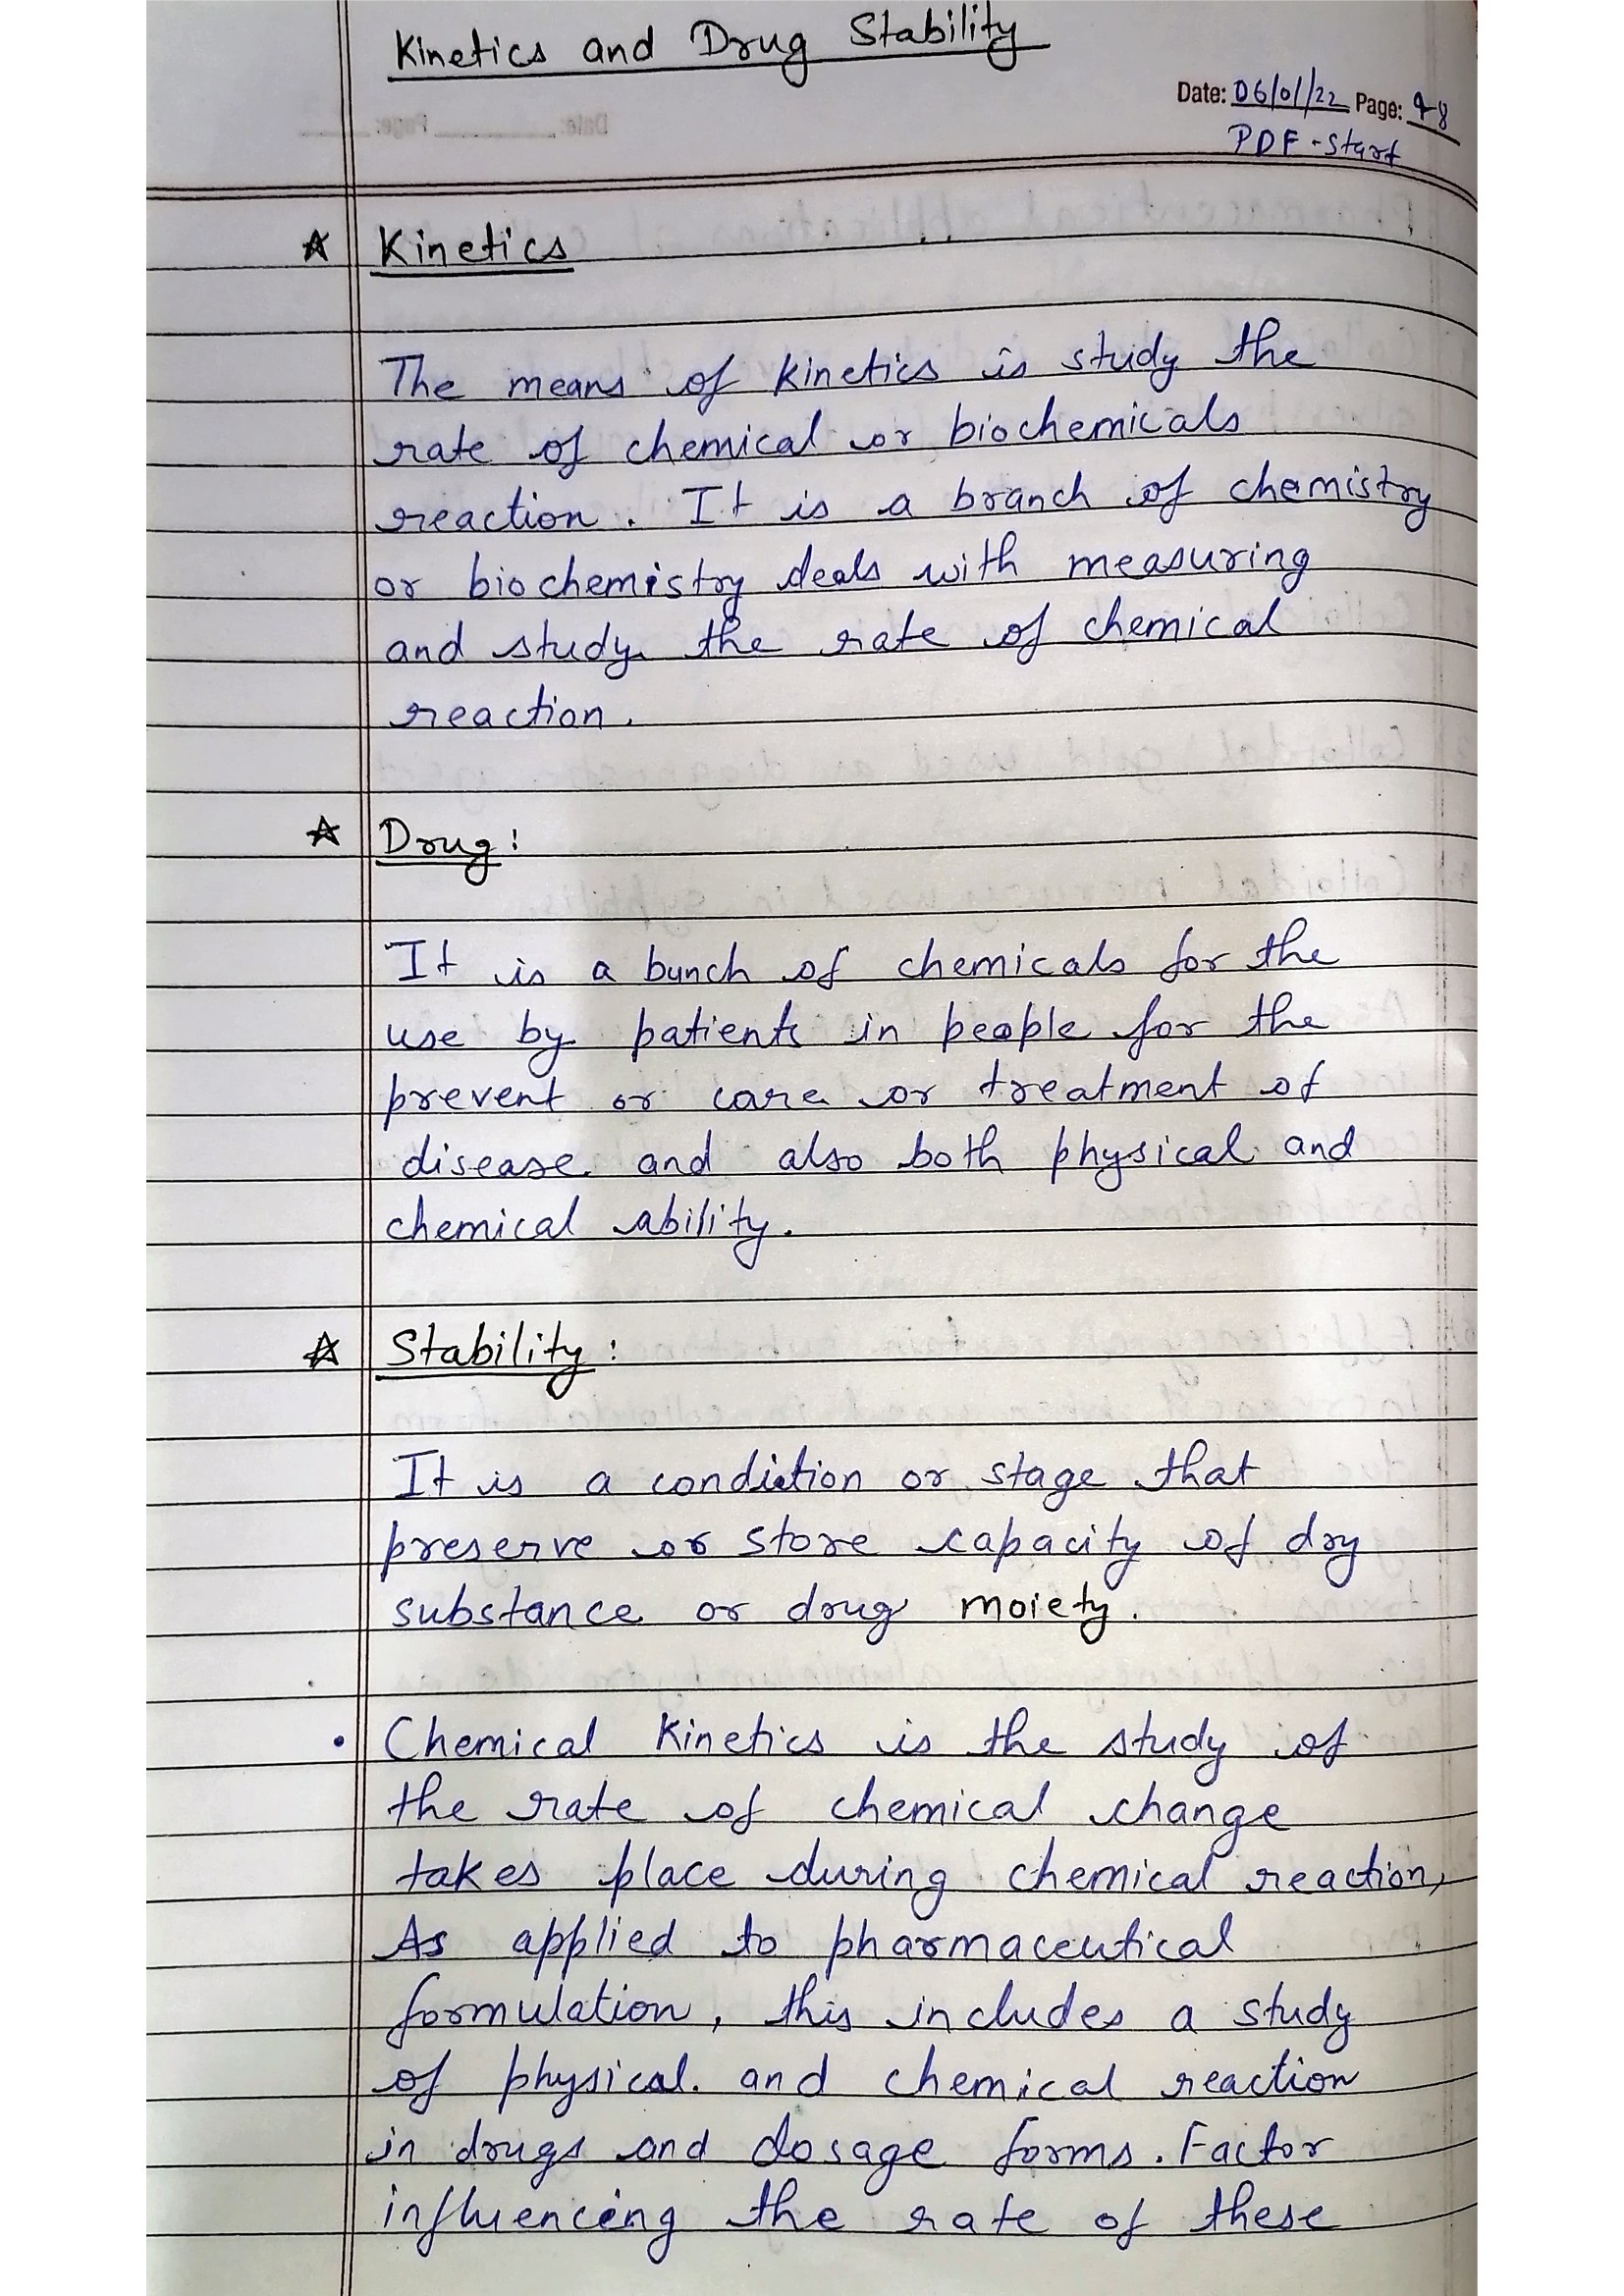 Kinetics and Drug Stability
Date: 06/01/22 Page: 9-8
PDF - Start
Kinetics
The means of kinetics is study the
rate of chemical or biochemicals
reaction. It is a branch of chemistry
or biochemistry deals with measuring
and study the rate of chemical
reaction.
Drug:
It is a bunch of chemicals for the
use by patients in people for the
prevent or care or treatment of
disease and also both physical and
chemical ability.
Stability:
It is a condiction or stage that
preserve or store capacity of dry
substance or drug moiety.
• Chemical Kinetics is the study of
the rate of chemical change
takes place during chemical reaction,
As applied to pharmaceutical
formulation, this includes a study
of physical. and chemical reaction
in drugs and dosage forms. Factor
influencing the rate of these